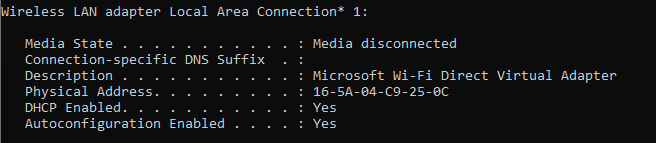 Wireless LAN adapter Local Area Connection* 1:
Media State . . . . . . . . . . . : Media disconnected
Connection-specific DNS Suffix  . :
Description . . . . . . . . . . . : Microsoft Wi-Fi Direct Virtual Adapter
Physical Address. . . . . . . . . : 16-5A-04-C9-25-0C
DHCP Enabled. . . . . . . . . . . : Yes
Autoconfiguration Enabled . . . . : Yes